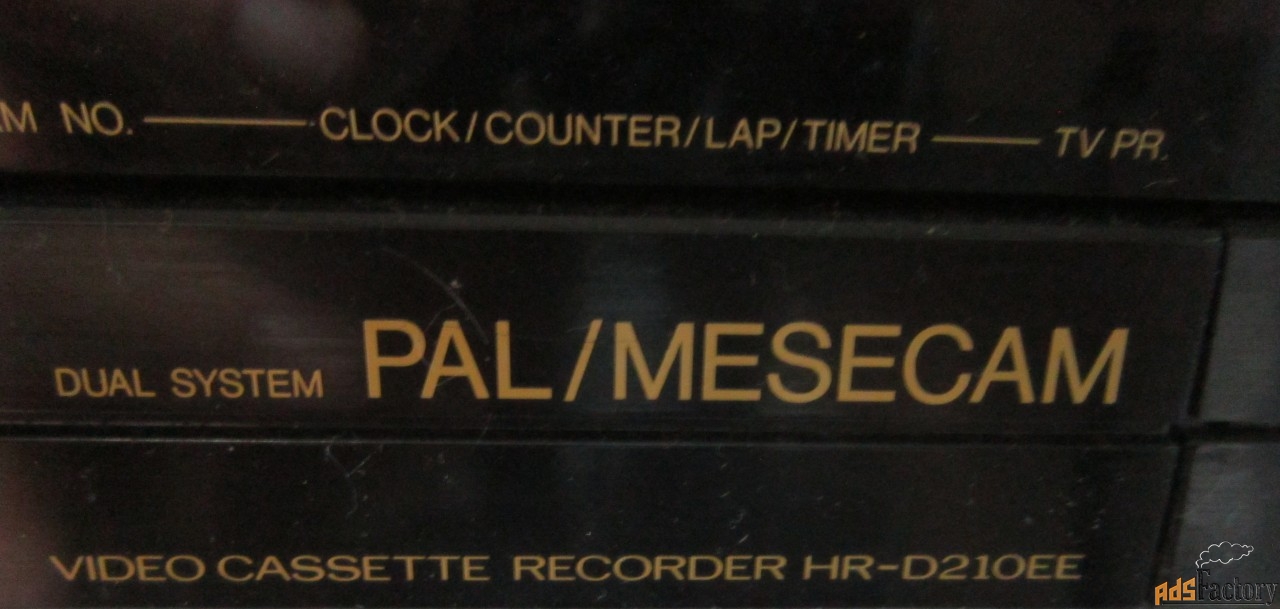 M NO. CLOCK/COUNTER/LAP/TIMER TV PR.
DUAL SYSTEM PAL/MESECAM
VIDEO CASSETTE RECORDER HR-D210EE
AdsFactory